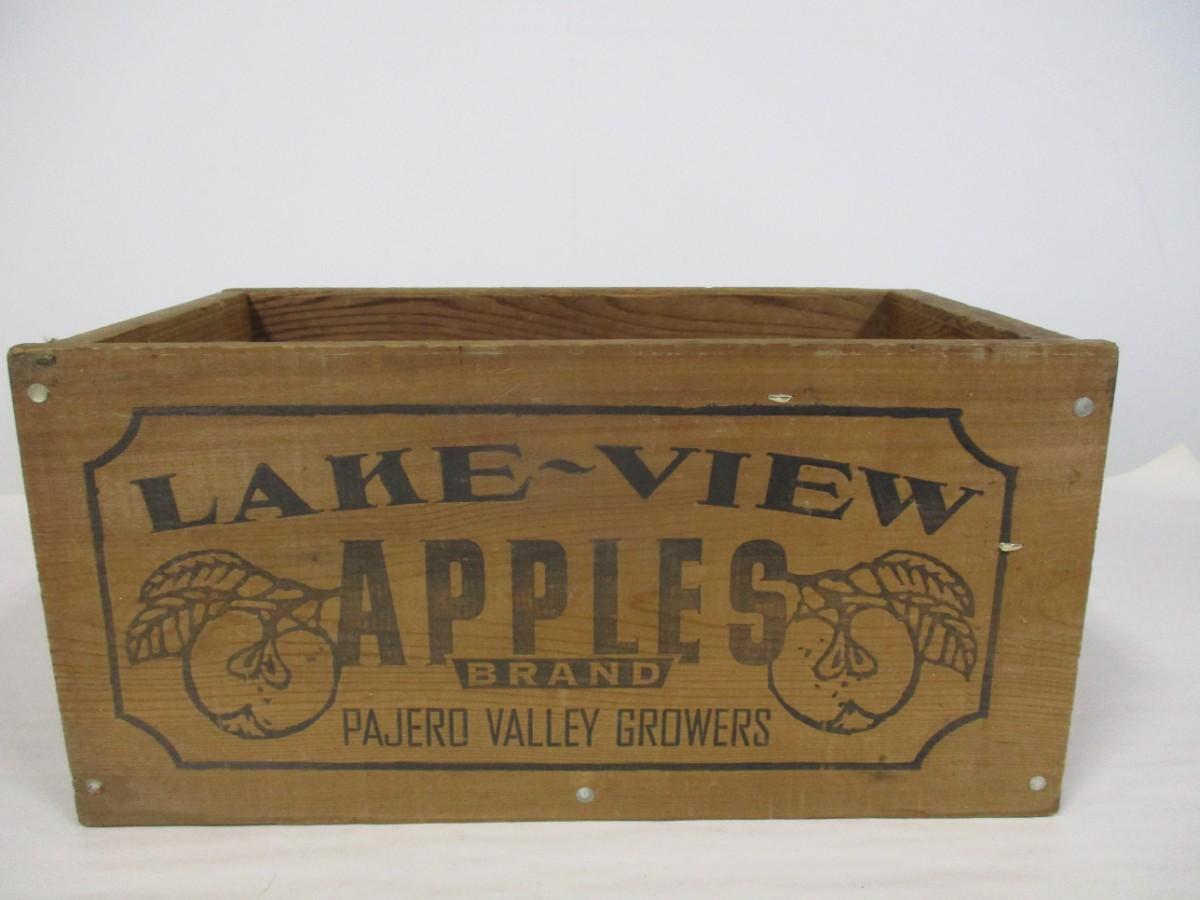 LAKE~VIEW
APPLES
BRAND
PAJERO VALLEY GROWERS